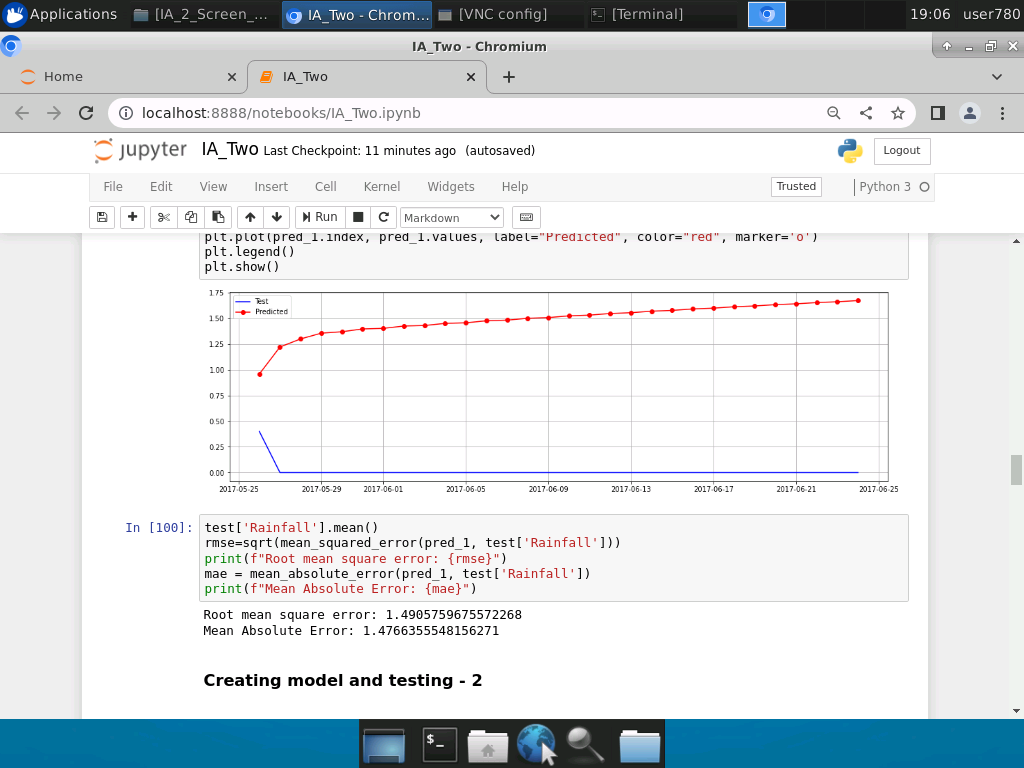 Applications [IA_2_Screen_... IA_Two - Chrom... [VNC config] [Terminal] 19:06 user780
IA_Two - Chromium
Home IA_Two
localhost:8888/notebooks/IA_Two.ipynb
jupyter IA_Two Last Checkpoint: 11 minutes ago (autosaved) Logout
File Edit View Insert Cell Kernel Widgets Help Trusted Python 3
Run Markdown
plt.plot(pred_1.index, pred_1.values, label="Predicted", color="red", marker='o')
plt.legend()
plt.show()
1.75
Test
Predicted
1.50
1.25
1.00
0.75
0.50
0.25
0.00
2017-05-25 2017-05-29 2017-06-01 2017-06-05 2017-06-09 2017-06-13 2017-06-17 2017-06-21 2017-06-25
In [100]: test['Rainfall'].mean()
rmse=sqrt(mean_squared_error(pred_1, test['Rainfall']))
print(f"Root mean square error: {rmse}")
mae = mean_absolute_error(pred_1, test['Rainfall'])
print(f"Mean Absolute Error: {mae}")
Root mean square error: 1.4905759675572268
Mean Absolute Error: 1.4766355548156271
Creating model and testing - 2
$_